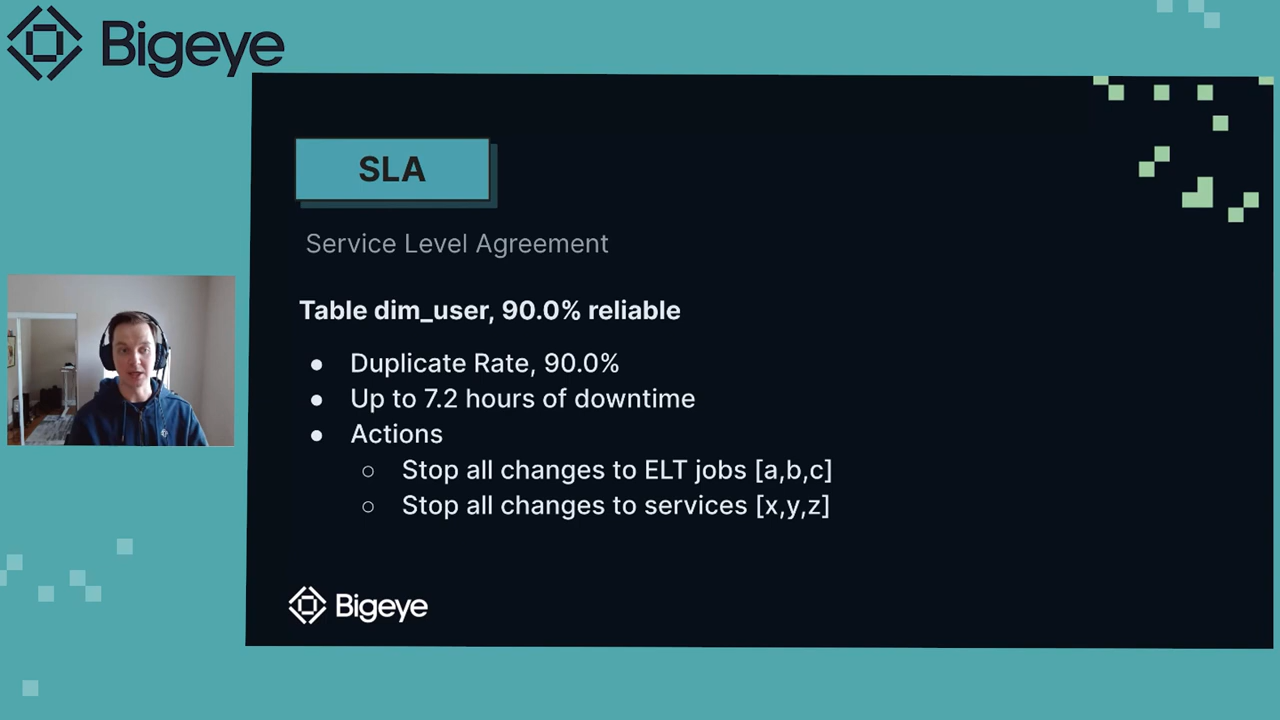 Bigeye
SLA
Service Level Agreement
Table dim_user, 90.0% reliable
● Duplicate Rate, 90.0%
● Up to 7.2 hours of downtime
● Actions
○ Stop all changes to ELT jobs [a,b,c]
○ Stop all changes to services [x,y,z]
Bigeye